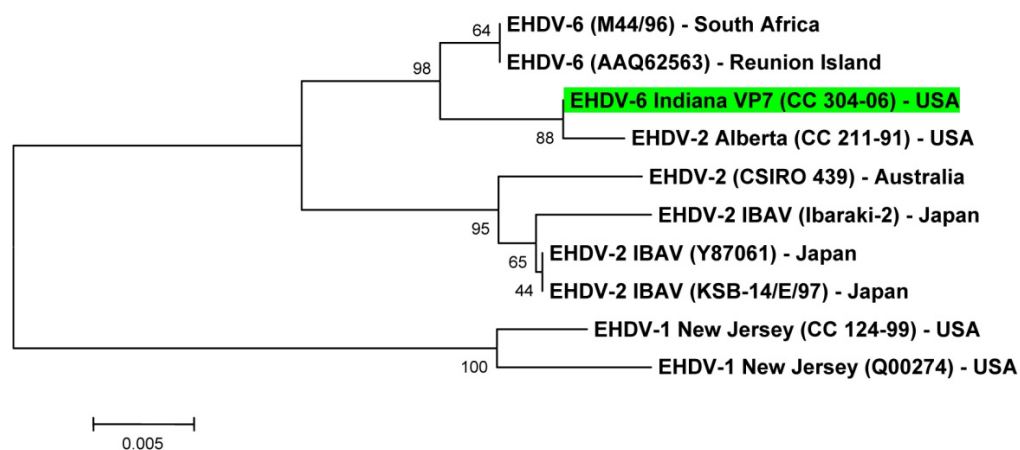 64
EHDV-6 (M44/96) - South Africa
EHDV-6 (AAQ62563) - Reunion Island
98
EHDV-6 Indiana VP7 (CC 304-06) - USA
88
EHDV-2 Alberta (CC 211-91) - USA
EHDV-2 (CSIRO 439) - Australia
95
EHDV-2 IBAV (Ibaraki-2) - Japan
65
EHDV-2 IBAV (Y87061) - Japan
44
EHDV-2 IBAV (KSB-14/E/97) - Japan
EHDV-1 New Jersey (CC 124-99) - USA
100
EHDV-1 New Jersey (Q00274) - USA
0.005